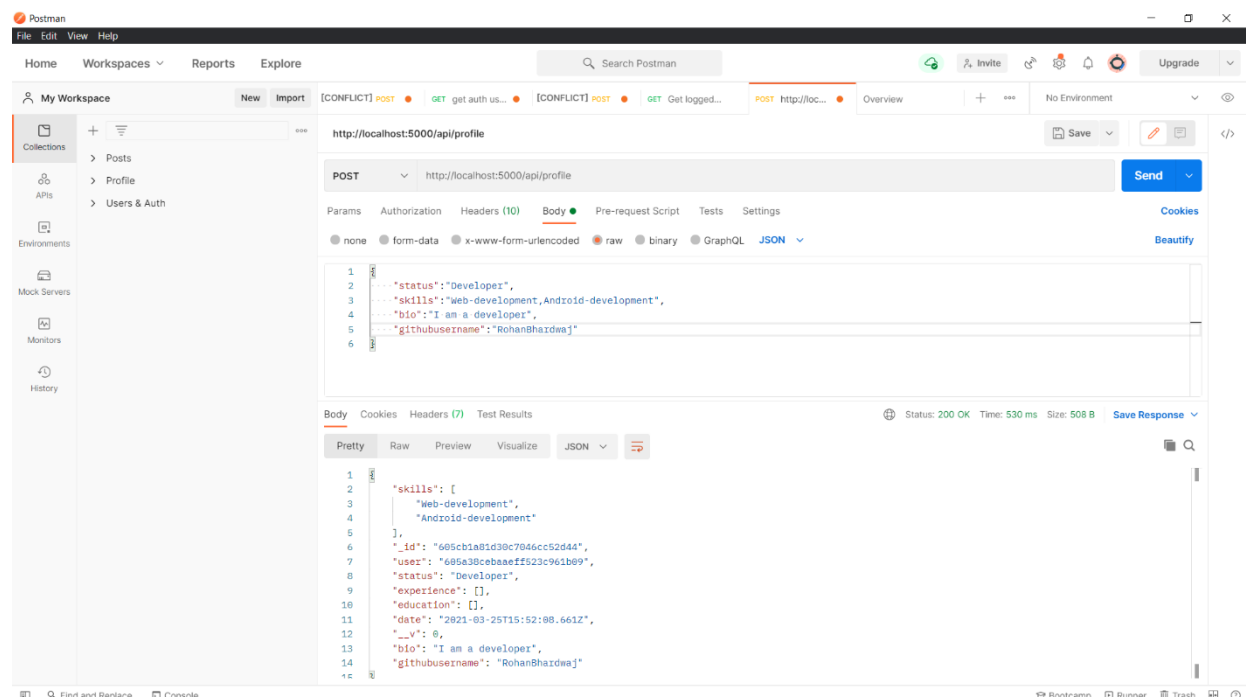 Postman
File Edit View Help
Home Workspaces Reports Explore Search Postman Invite Upgrade
My Workspace New Import [CONFLICT] POST GET get auth us... [CONFLICT] POST GET Get logged... POST http://loc... Overview + ooo No Environment
Collections
APIs
Environments
Mock Servers
Monitors
History
+ ooo
> Posts
> Profile
> Users & Auth
http://localhost:5000/api/profile Save </>
POST http://localhost:5000/api/profile Send
Params Authorization Headers (10) Body Pre-request Script Tests Settings Cookies
none form-data x-www-form-urlencoded raw binary GraphQL JSON Beautify
1 {
2 "status":"Developer",
3 "skills":"Web-development,Android-development",
4 "bio":"I am a developer",
5 "githubusername":"RohanBhardwaj"
6 }
Body Cookies Headers (7) Test Results Status: 200 OK Time: 530 ms Size: 508 B Save Response
Pretty Raw Preview Visualize JSON
1 {
2 "skills": [
3 "Web-development",
4 "Android-development"
5 ],
6 "_id": "605cb1a81d30c7046cc52d44",
7 "user": "605a38cebaaeff523c961b09",
8 "status": "Developer",
9 "experience": [],
10 "education": [],
11 "date": "2021-03-25T15:52:08.661Z",
12 "__v": 0,
13 "bio": "I am a developer",
14 "githubusername": "RohanBhardwaj"
15 }
Find and Replace Console Bootcamp Runner Trash